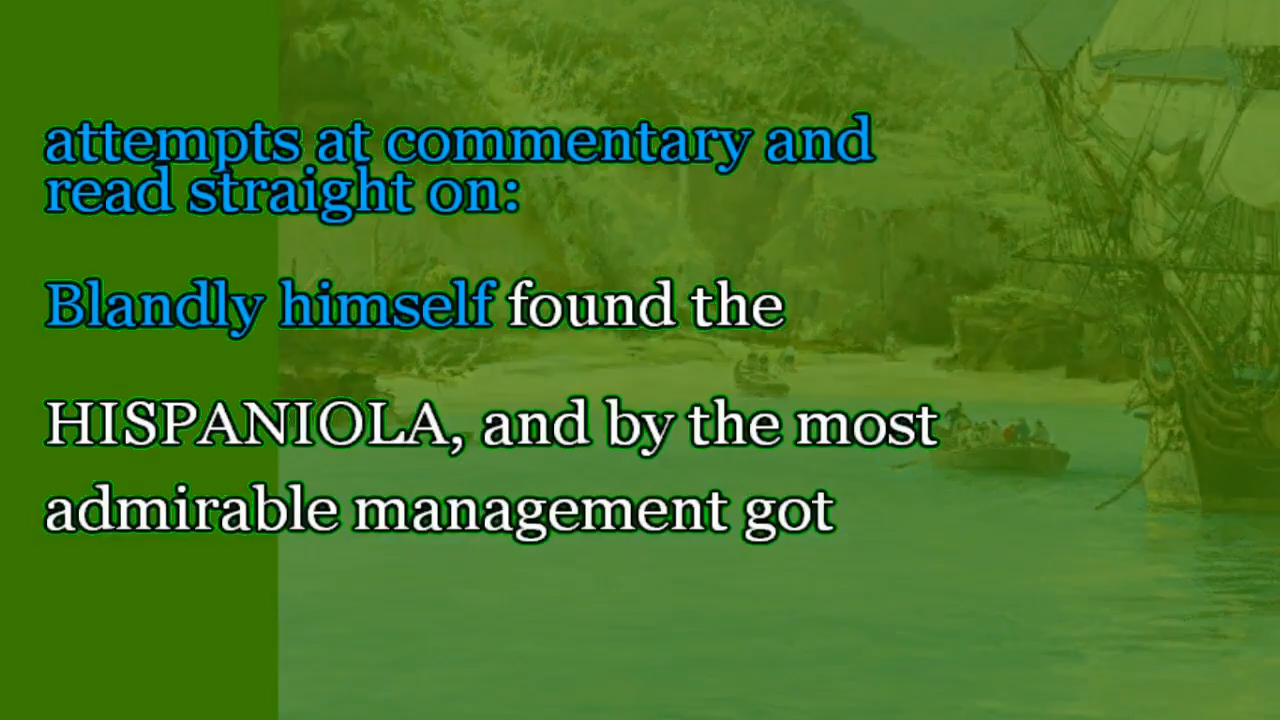 attempts at commentary and
read straight on:
Blandly himself found the
HISPANIOLA, and by the most
admirable management got